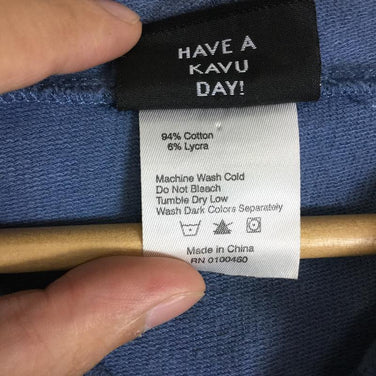 HAVE A
KAVU
DAY!
94% Cotton
6% Lycra
Machine Wash Cold
Do Not Bleach
Tumble Dry Low
Wash Dark Colors Separately
Made in China
RN 0100460